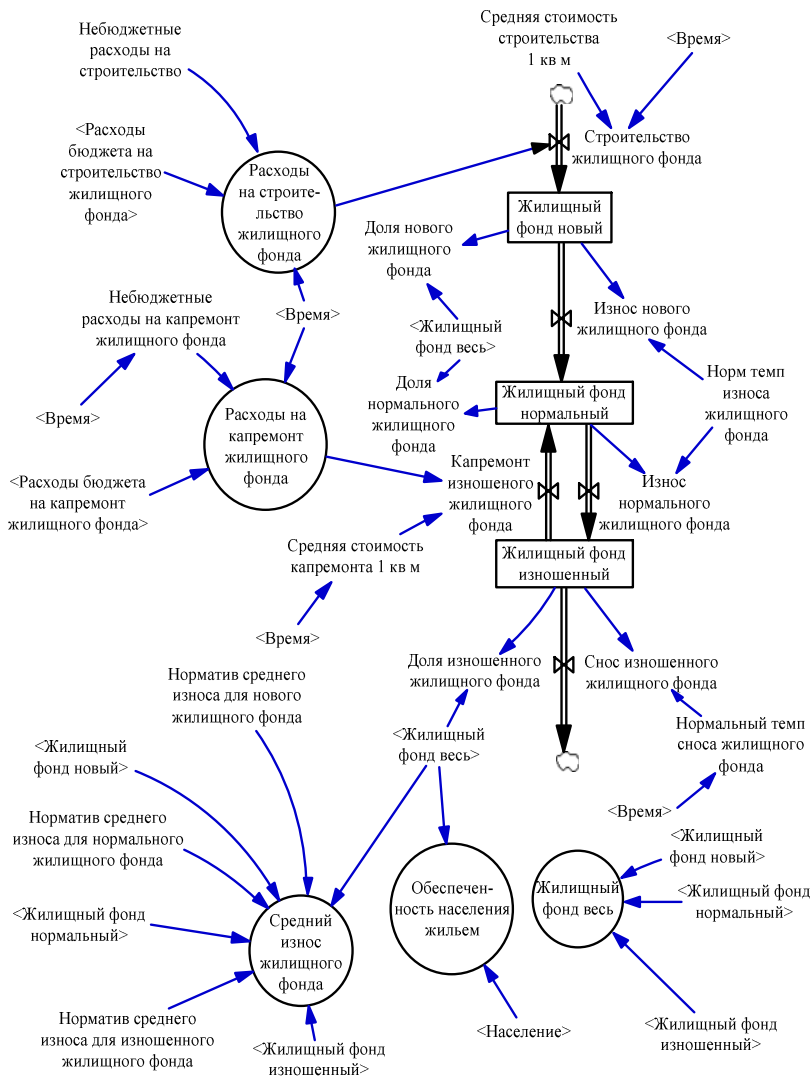 Небюджетные
расходы на
строительство
Средняя стоимость
строительства
1 кв м
<Время>
<Расходы
бюджета на
строительство
жилищного
фонда>
Расходы
на строите-
льство
жилищного
фонда
Строительство
жилищного фонда
Жилищный
фонд новый
Доля нового
жилищного
фонда
Небюджетные
расходы на капремонт
жилищного фонда
<Время>
<Жилищный
фонд весь>
Износ нового
жилищного фонда
<Время>
Доля
нормального
жилищного
фонда
Жилищный фонд
нормальный
Норм темп
износа
жилищного
фонда
Расходы на
капремонт
жилищного
фонда
<Расходы бюджета
на капремонт
жилищного фонда>
Капремонт
изношеного
жилищного
фонда
Износ
нормального
жилищного фонда
Средняя стоимость
капремонта 1 кв м
Жилищный фонд
изношенный
<Время>
Доля изношенного
жилищного фонда
Снос изношенного
жилищного фонда
Норматив среднего
износа для нового
жилищного фонда
<Жилищный
фонд весь>
Нормальный темп
сноса жилищного
фонда
<Жилищный
фонд новый>
<Время>
Норматив среднего
износа для нормального
жилищного фонда
<Жилищный
фонд новый>
Обеспечен-
ность населения
жильем
Жилищный
фонд весь
<Жилищный фонд
нормальный>
<Жилищный фонд
нормальный>
Средний
износ
жилищного
фонда
Норматив среднего
износа для изношенного
жилищного фонда
<Жилищный фонд
изношенный>
<Население>
<Жилищный фонд
изношенный>